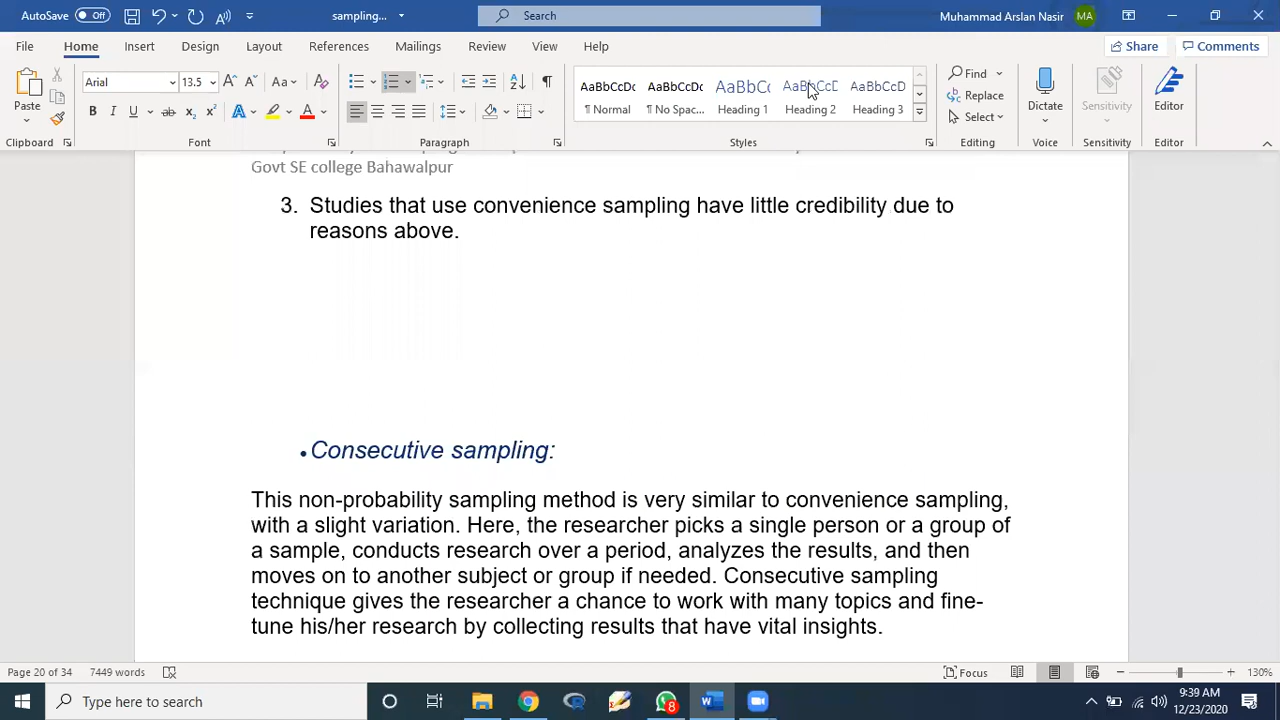 AutoSave Off sampling... Search Muhammad Arslan Nasir MA
File Home Insert Design Layout References Mailings Review View Help Share Comments
Paste Arial 13.5 Aa AaBbCcDc AaBbCcDc AaBbCc AaBbCcD AaBbCcD Find Replace Select Dictate Sensitivity Editor
¶ Normal ¶ No Spac... Heading 1 Heading 2 Heading 3
Clipboard Font Paragraph Styles Editing Voice Sensitivity Editor
Govt SE college Bahawalpur
3. Studies that use convenience sampling have little credibility due to
reasons above.
• Consecutive sampling:
This non-probability sampling method is very similar to convenience sampling,
with a slight variation. Here, the researcher picks a single person or a group of
a sample, conducts research over a period, analyzes the results, and then
moves on to another subject or group if needed. Consecutive sampling
technique gives the researcher a chance to work with many topics and fine-
tune his/her research by collecting results that have vital insights.
Page 20 of 34 7449 words Focus 130%
Type here to search 8 9:39 AM
12/23/2020